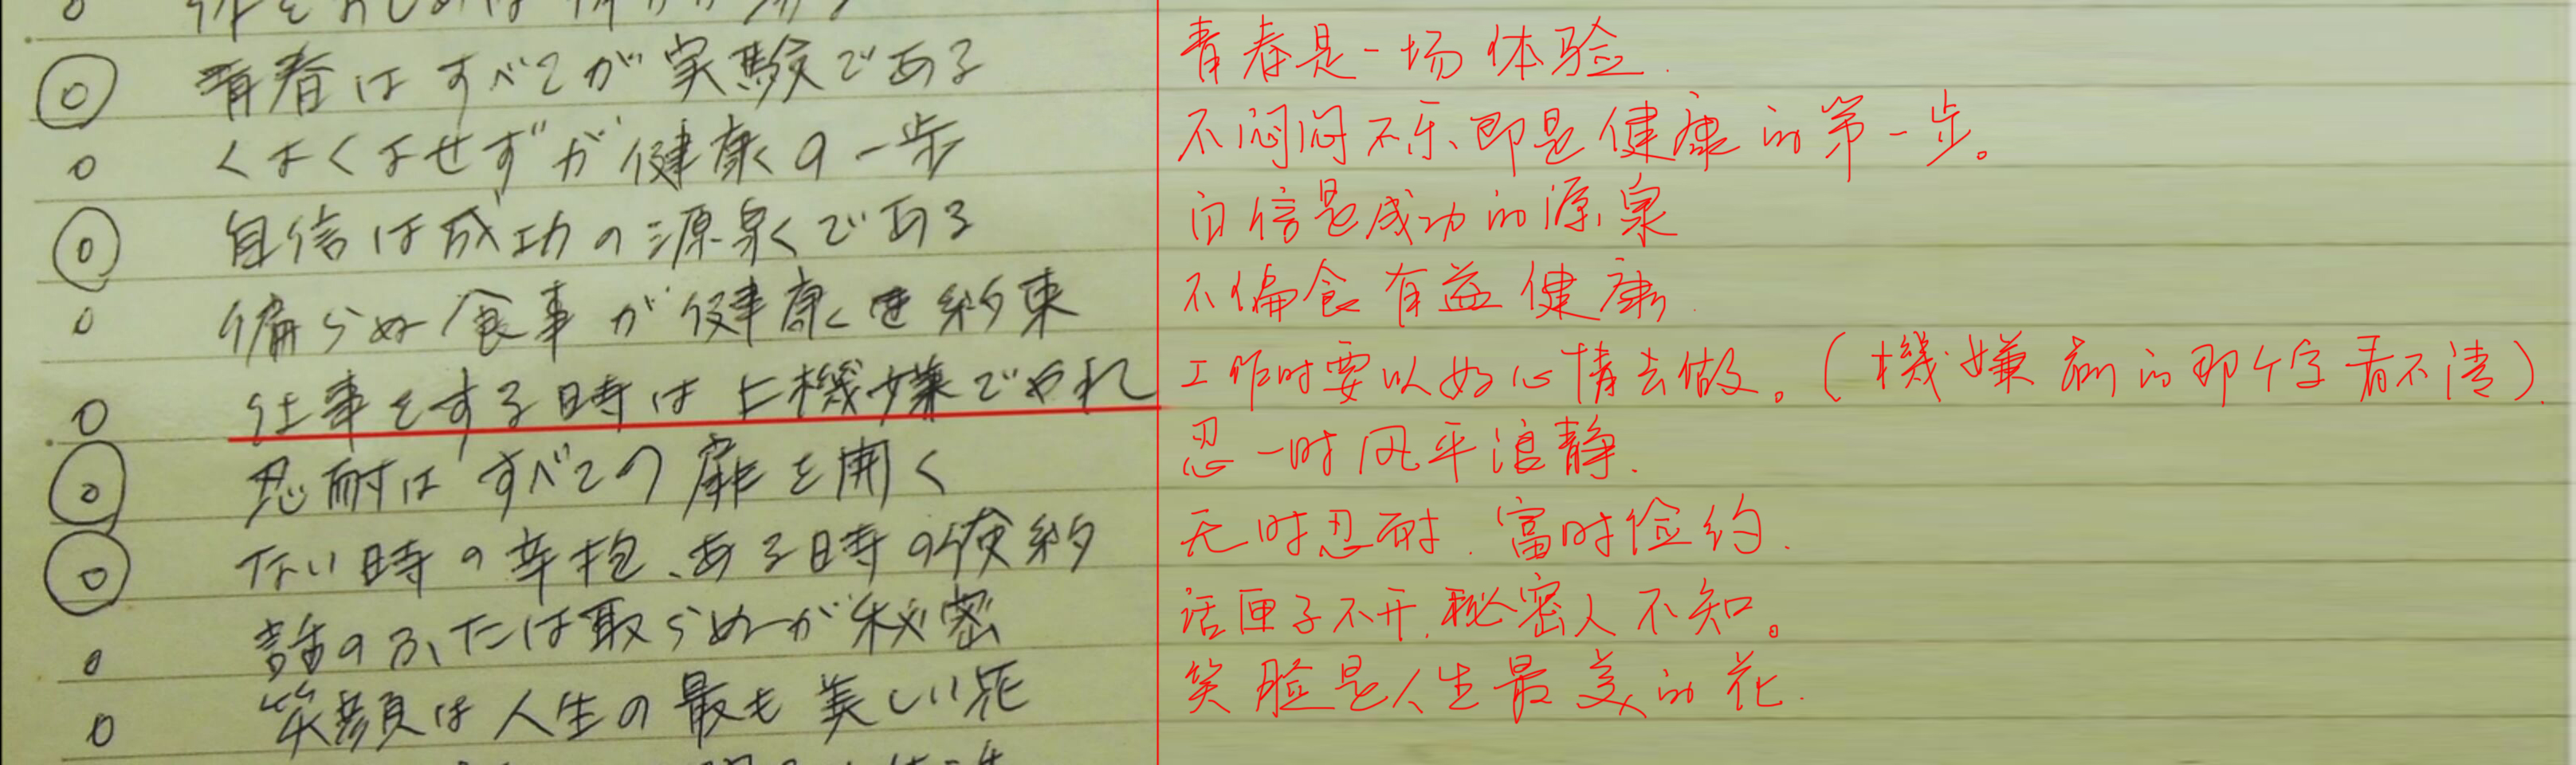 青春はすべてが実験である
くよくよせずが健康の一歩
自信は成功の源泉である
偏らぬ食事が健康を約束
仕事をする時は上機嫌でやれ
忍耐はすべての扉を開く
ない時の辛抱、ある時の倹約
話のふたは取らぬが秘密
笑顔は人生の最も美しい花
青春是一场体验.
不闷闷不乐、即是健康的第一步。
自信是成功的源泉
不偏食有益健康.
工作时要以好心情去做。(機嫌前的那个字看不清).
忍一时风平浪静.
无时忍耐.富时俭约.
话匣子不开.秘密人不知。
笑脸是人生最美的花.